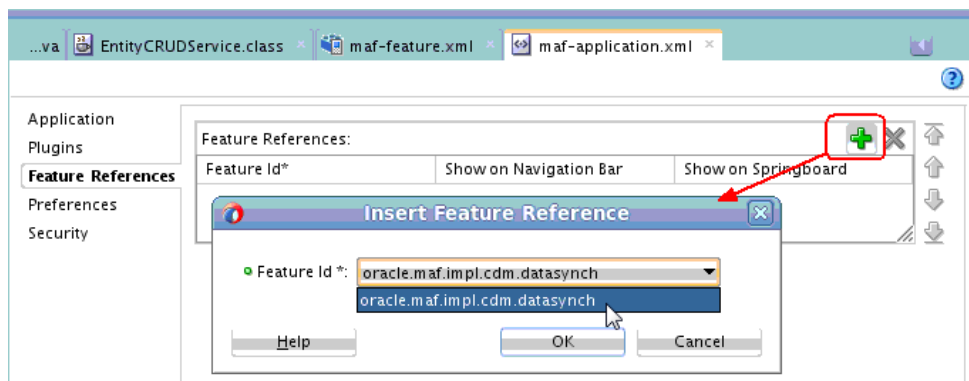 ...va EntityCRUDService.class maf-feature.xml maf-application.xml
Application
Plugins
Feature References
Preferences
Security
Feature References:
Feature Id* Show on Navigation Bar Show on Springboard
Insert Feature Reference
Feature Id *: oracle.maf.impl.cdm.datasynch
oracle.maf.impl.cdm.datasynch
Help OK Cancel